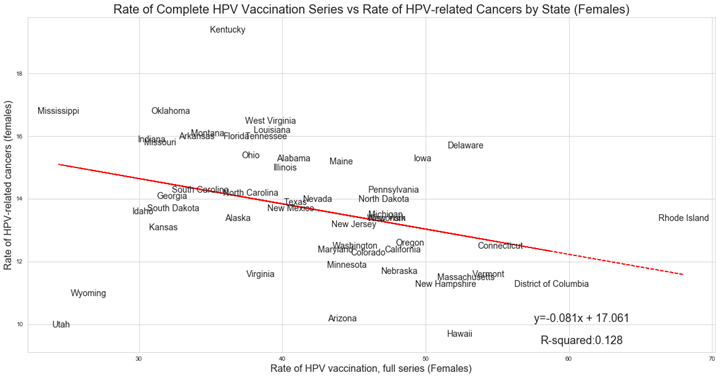 Rate of Complete HPV Vaccination Series vs Rate of HPV-related Cancers by State (Females)
Kentucky
18
Mississippi
Oklahoma
West Virginia
Louisiana
16
Indiana
Missouri
Montana
Arkansas
Florida
Tennessee
Delaware
Ohio
Alabama
Illinois
Maine
Iowa
South Carolina
North Carolina
Pennsylvania
Georgia
Texas
Nevada
North Dakota
14
Idaho
South Dakota
New Mexico
Michigan
Alaska
Rhode Island
Kansas
New Jersey
Washington
Maryland
Colorado
Oregon
California
Connecticut
12
Minnesota
Nebraska
Virginia
Massachusetts
Vermont
New Hampshire
District of Columbia
Wyoming
Arizona
y=-0.081x + 17.061
10
Utah
Hawaii
R-squared:0.128
30 40 50 60 70
Rate of HPV vaccination, full series (Females)
Rate of HPV-related cancers (females)